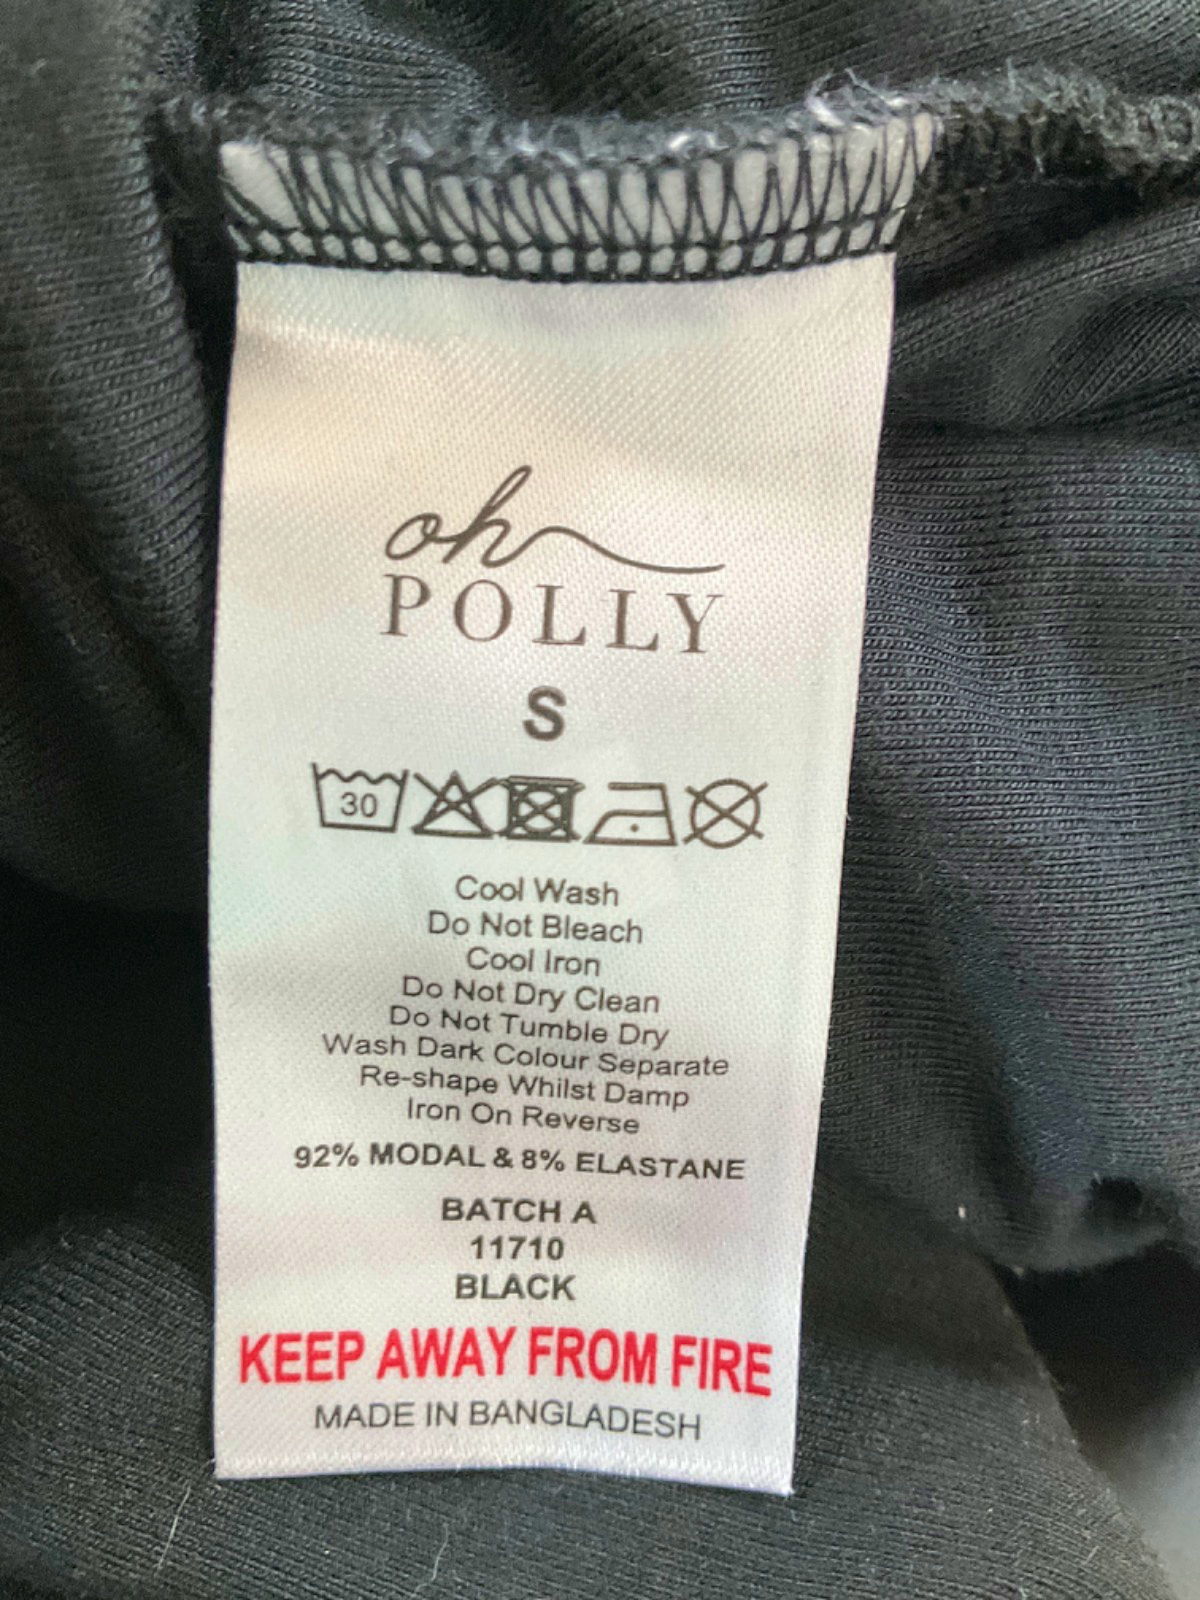 oh
POLLY
S
30
Cool Wash
Do Not Bleach
Cool Iron
Do Not Dry Clean
Do Not Tumble Dry
Wash Dark Colour Separate
Re-shape Whilst Damp
Iron On Reverse
92% MODAL & 8% ELASTANE
BATCH A
11710
BLACK
KEEP AWAY FROM FIRE
MADE IN BANGLADESH